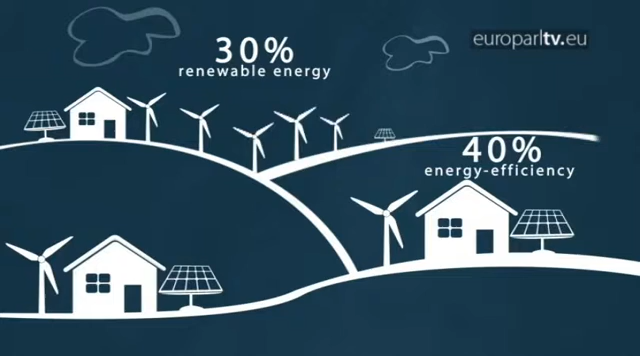 europarltv.eu
30%
renewable energy
40%
energy-efficiency